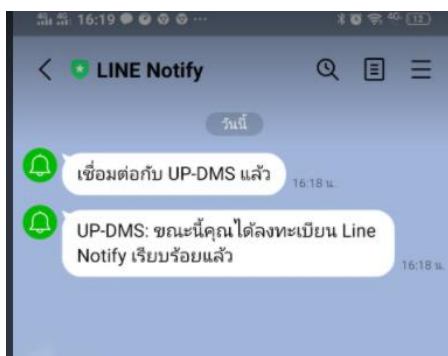 16:19
4G
12
LINE Notify
วันนี้
เชื่อมต่อกับ UP-DMS แล้ว
16:18 น.
UP-DMS: ขณะนี้คุณได้ลงทะเบียน Line
Notify เรียบร้อยแล้ว
16:18 น.